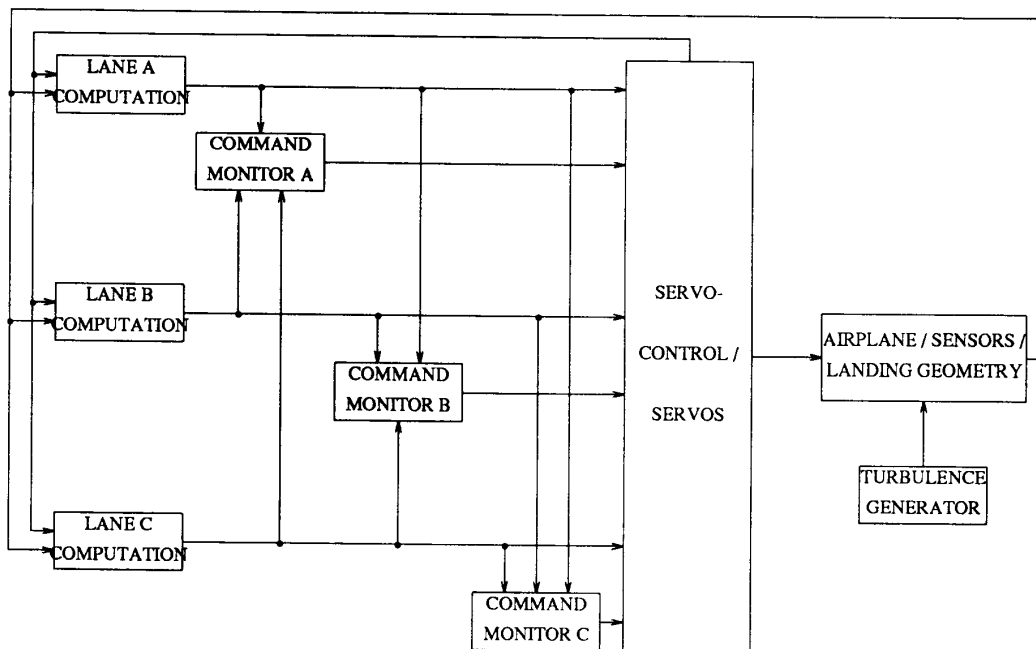 LANE A
COMPUTATION
COMMAND
MONITOR A
LANE B
COMPUTATION
COMMAND
MONITOR B
SERVO-
CONTROL /
SERVOS
AIRPLANE / SENSORS /
LANDING GEOMETRY
TURBULENCE
GENERATOR
LANE C
COMPUTATION
COMMAND
MONITOR C